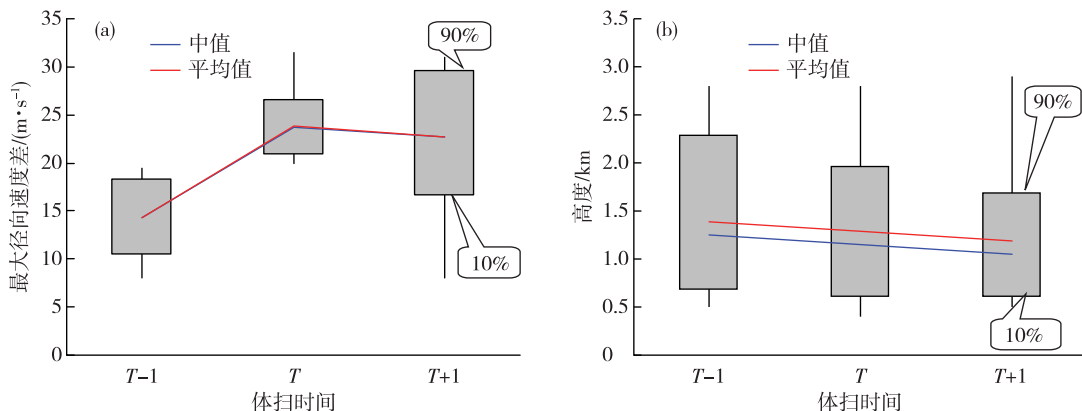 (a)
中值
平均值
90%
10%
35
30
25
20
15
10
5
0
最大径向速度差/(m·s⁻¹)
T−1
T
T+1
体扫时间
(b)
中值
平均值
90%
10%
3.5
3.0
2.5
2.0
1.5
1.0
0.5
0
高度/km
T−1
T
T+1
体扫时间